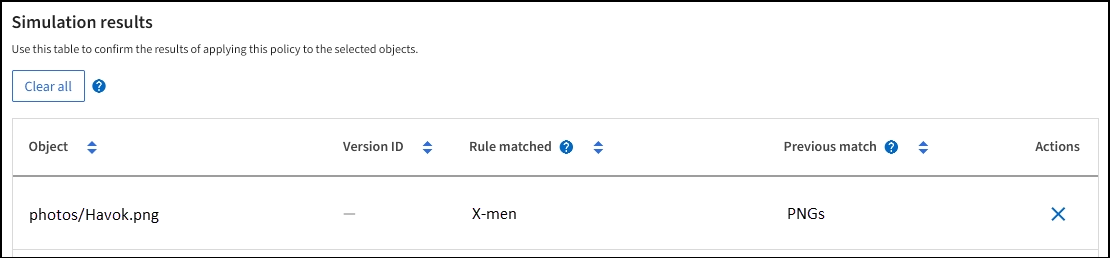 Simulation results
Use this table to confirm the results of applying this policy to the selected objects.
Clear all ?
Object Version ID Rule matched ? Previous match ? Actions
photos/Havok.png — X-men PNGs